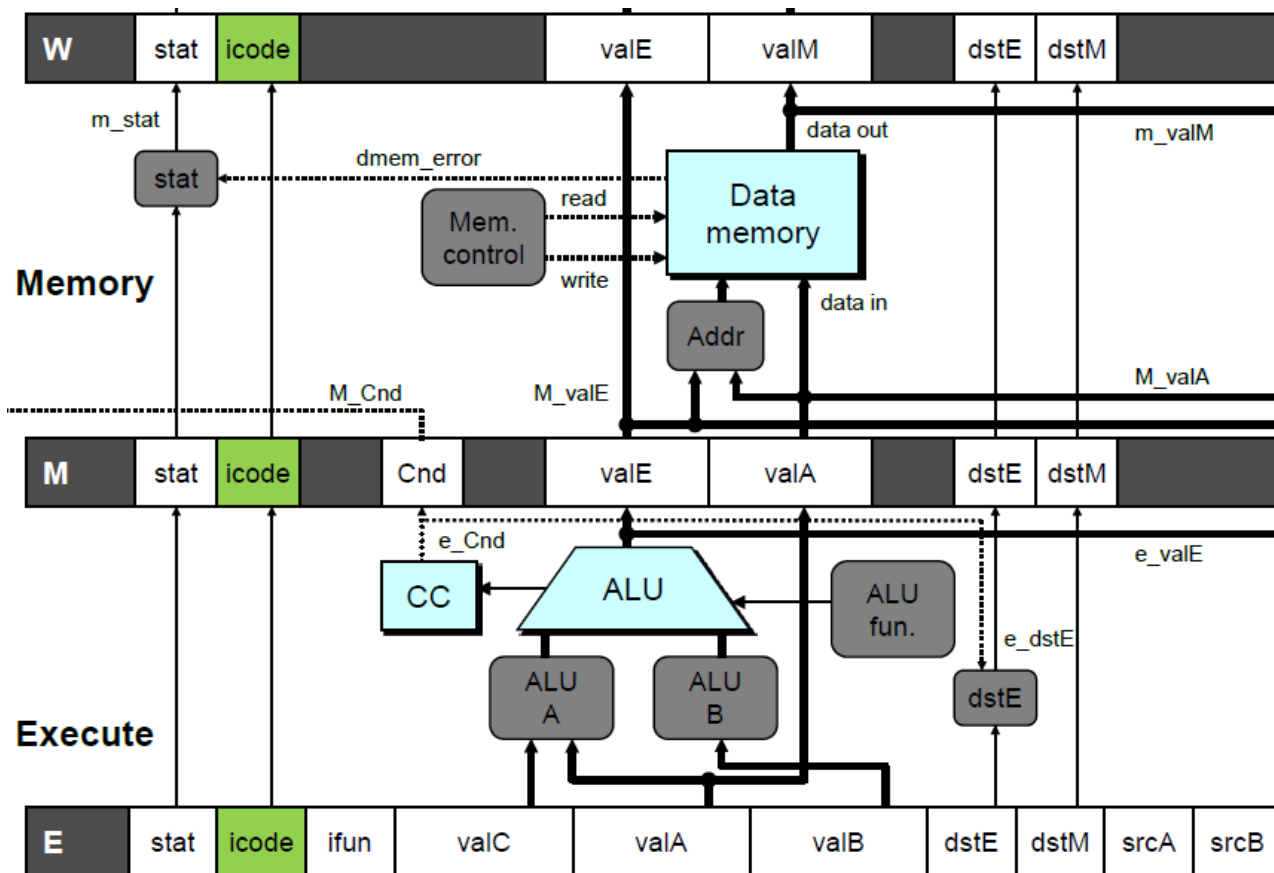 W stat icode valE valM dstE dstM
m_stat
data out
m_valM
dmem_error
stat
read
Mem.
control
write
Data
memory
Memory
data in
Addr
M_Cnd
M_valE
M_valA
M stat icode Cnd valE valA dstE dstM
e_Cnd
e_valE
CC
ALU
ALU
fun.
e_dstE
ALU
A
ALU
B
dstE
Execute
E stat icode ifun valC valA valB dstE dstM srcA srcB